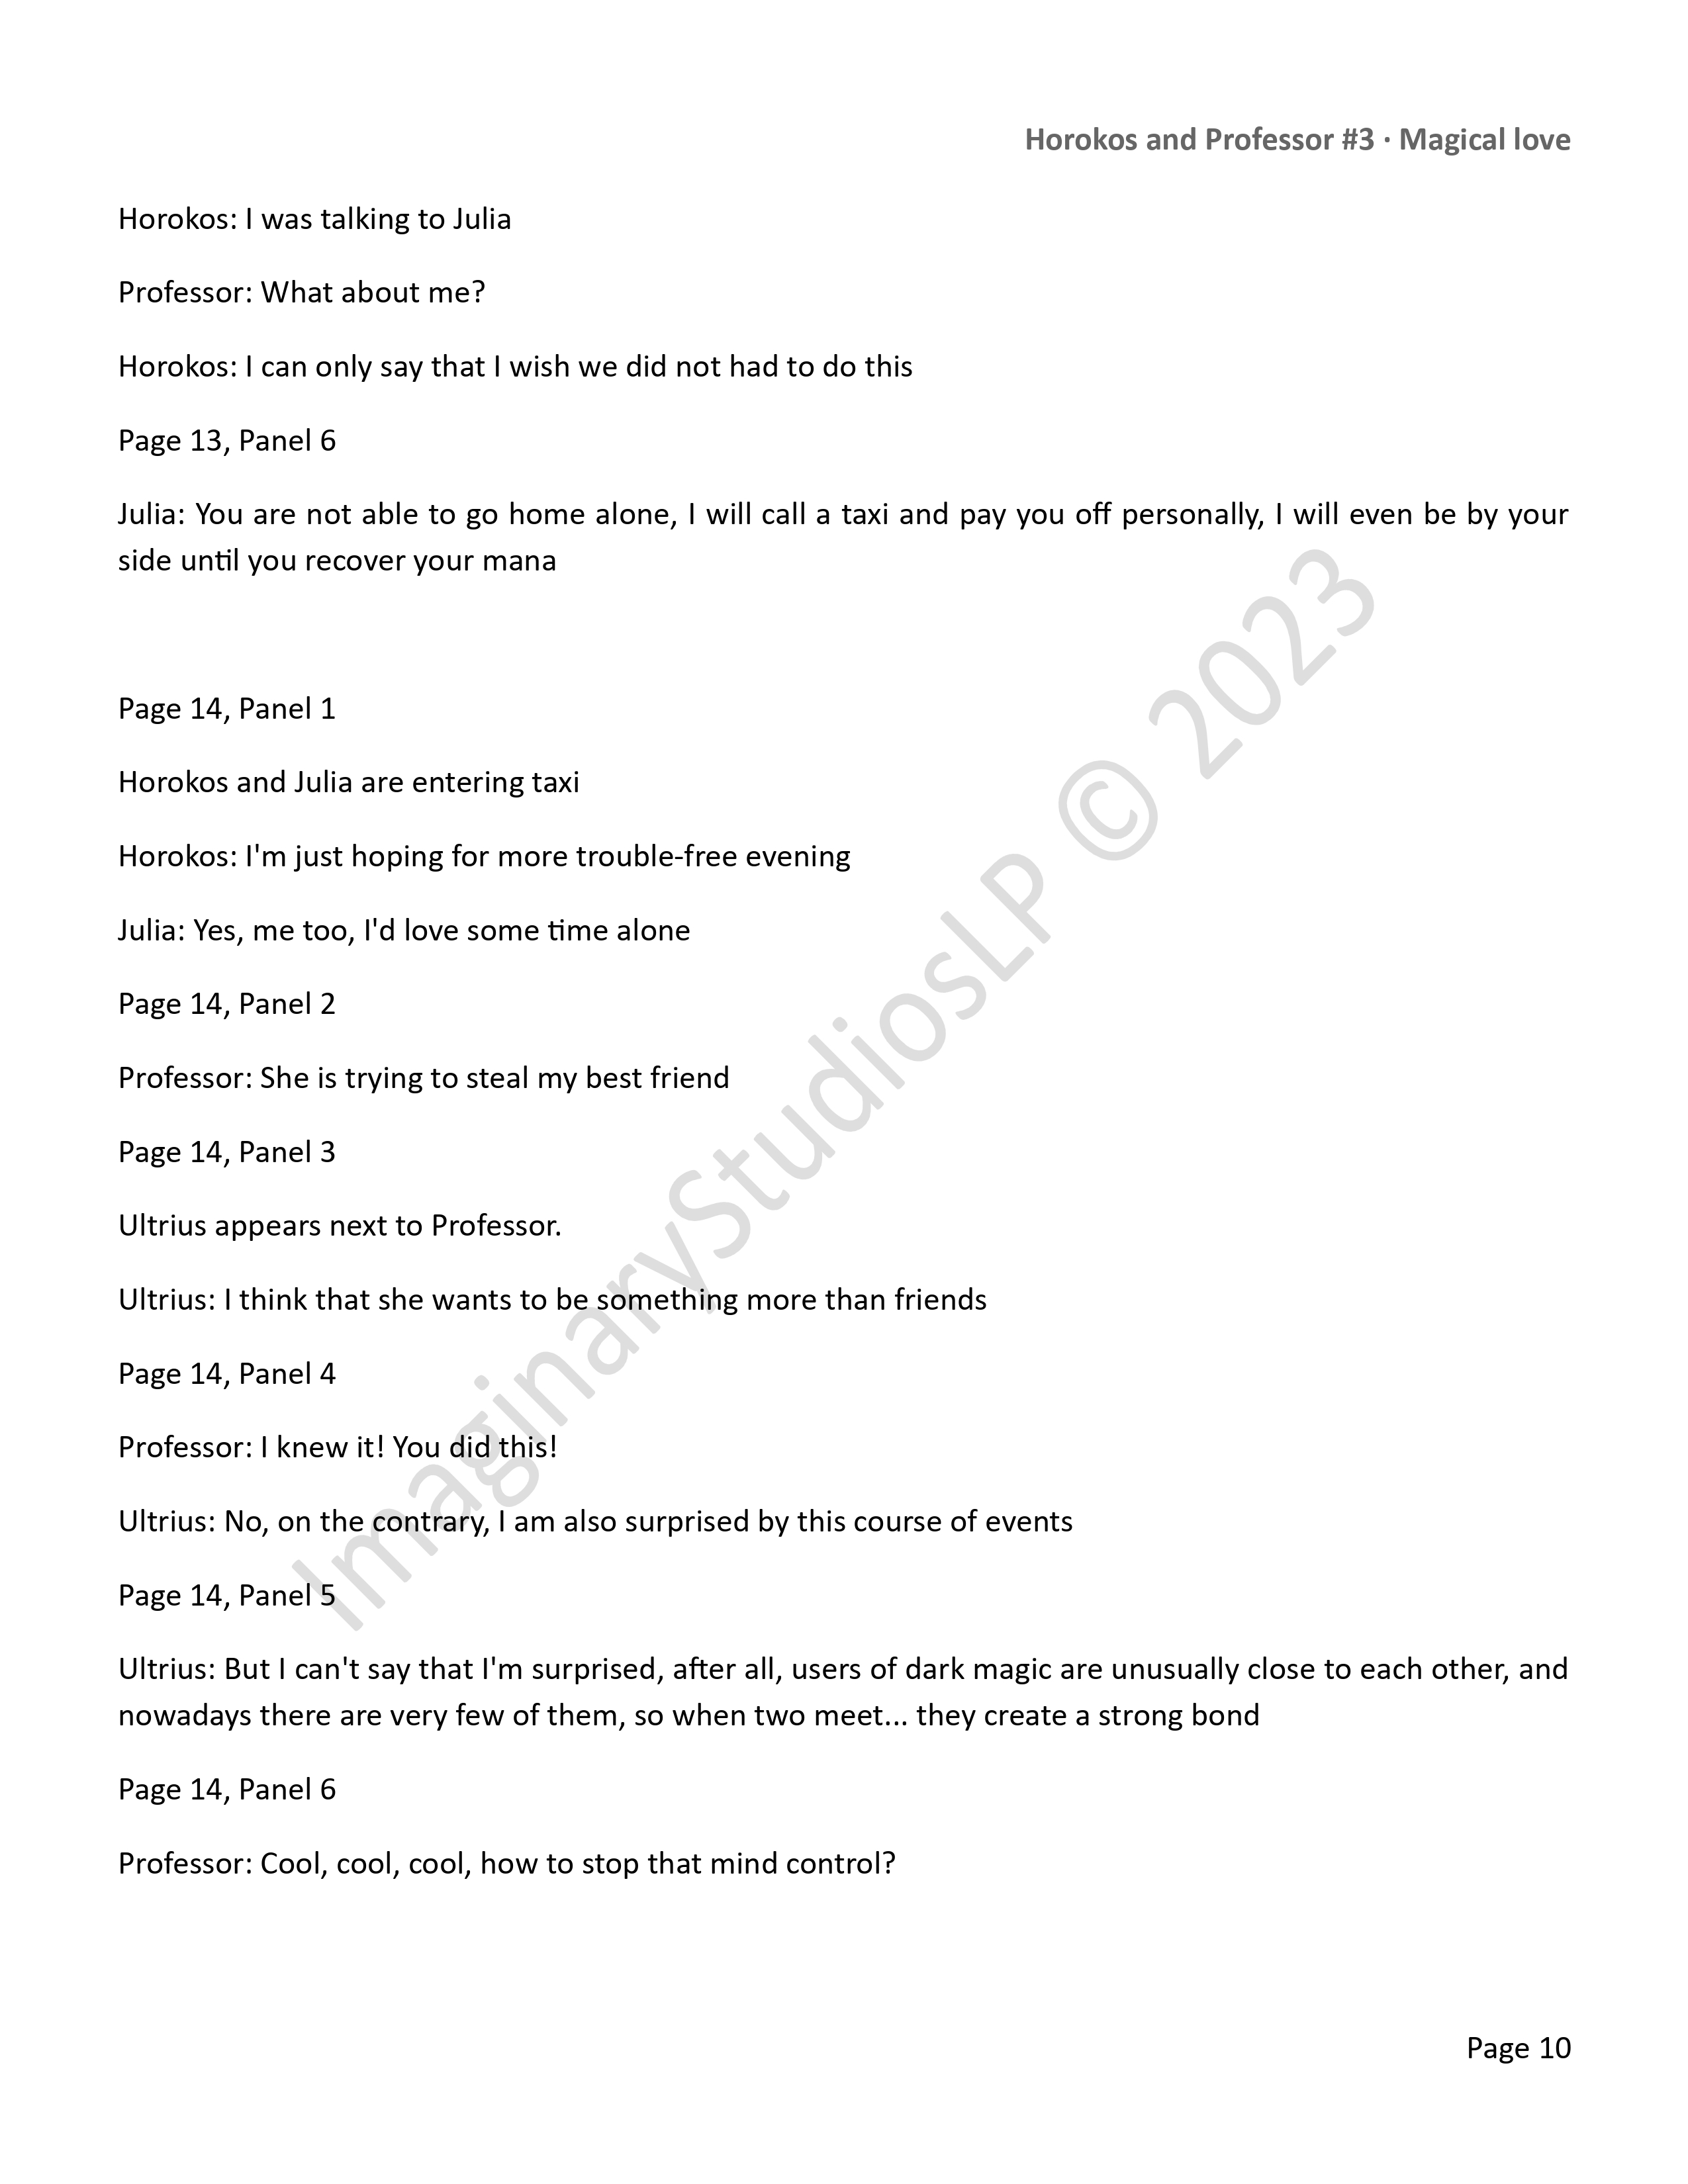 Horokos and Professor #3 · Magical love
Horokos: I was talking to Julia
Professor: What about me?
Horokos: I can only say that I wish we did not had to do this
Page 13, Panel 6
Julia: You are not able to go home alone, I will call a taxi and pay you off personally, I will even be by your
side until you recover your mana
Page 14, Panel 1
Horokos and Julia are entering taxi
Horokos: I'm just hoping for more trouble-free evening
Julia: Yes, me too, I'd love some time alone
Page 14, Panel 2
Professor: She is trying to steal my best friend
Page 14, Panel 3
Ultrius appears next to Professor.
Ultrius: I think that she wants to be something more than friends
Page 14, Panel 4
Professor: I knew it! You did this!
Ultrius: No, on the contrary, I am also surprised by this course of events
Page 14, Panel 5
Ultrius: But I can't say that I'm surprised, after all, users of dark magic are unusually close to each other, and
nowadays there are very few of them, so when two meet... they create a strong bond
Page 14, Panel 6
Professor: Cool, cool, cool, how to stop that mind control?
Page 10
ImaginaryStudiosLP © 2023